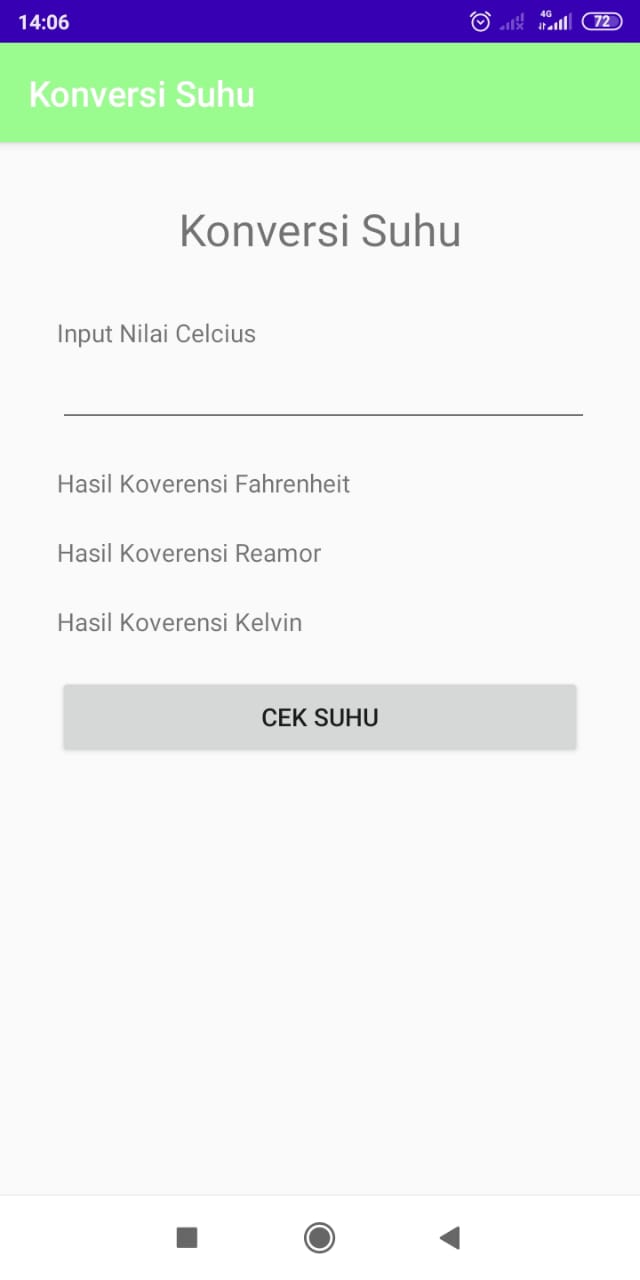 14:06
4G
72
Konversi Suhu
Konversi Suhu
Input Nilai Celcius
Hasil Koverensi Fahrenheit
Hasil Koverensi Reamor
Hasil Koverensi Kelvin
CEK SUHU